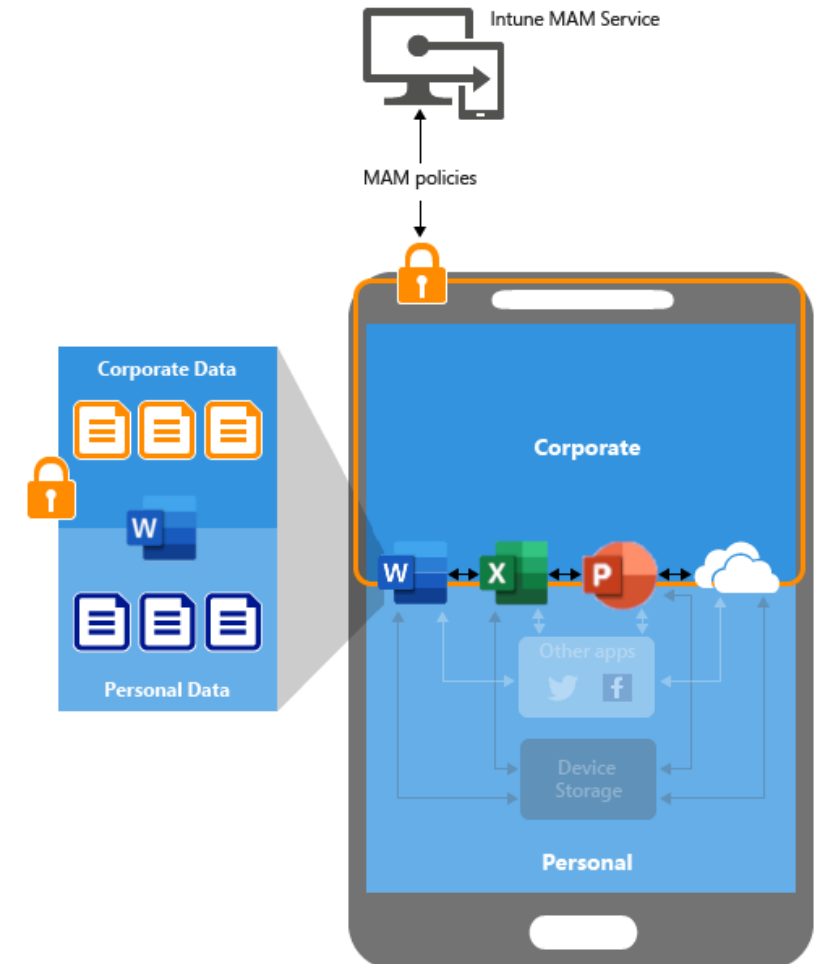 Intune MAM Service
MAM policies
Corporate Data
W
Personal Data
Corporate
W
X
P
Other apps
f
Device
Storage
Personal